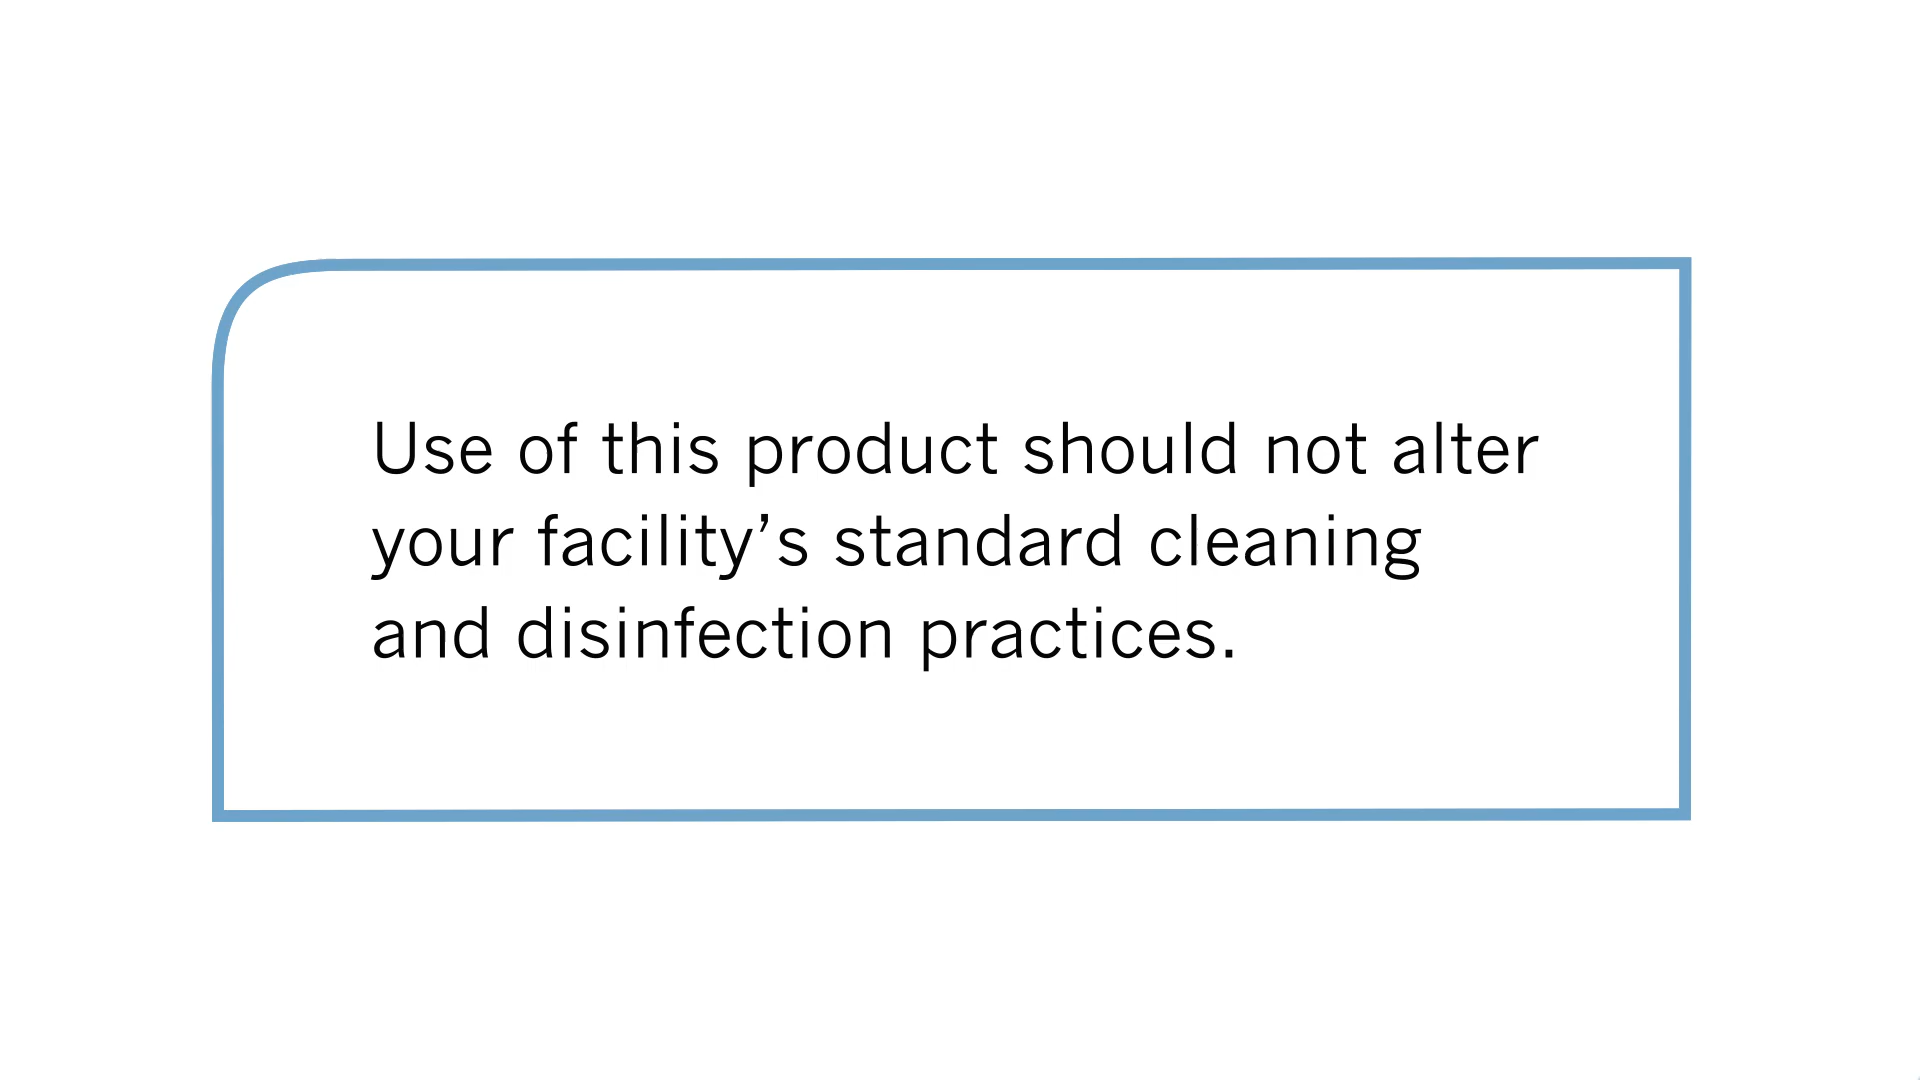 Use of this product should not alter
your facility’s standard cleaning
and disinfection practices.